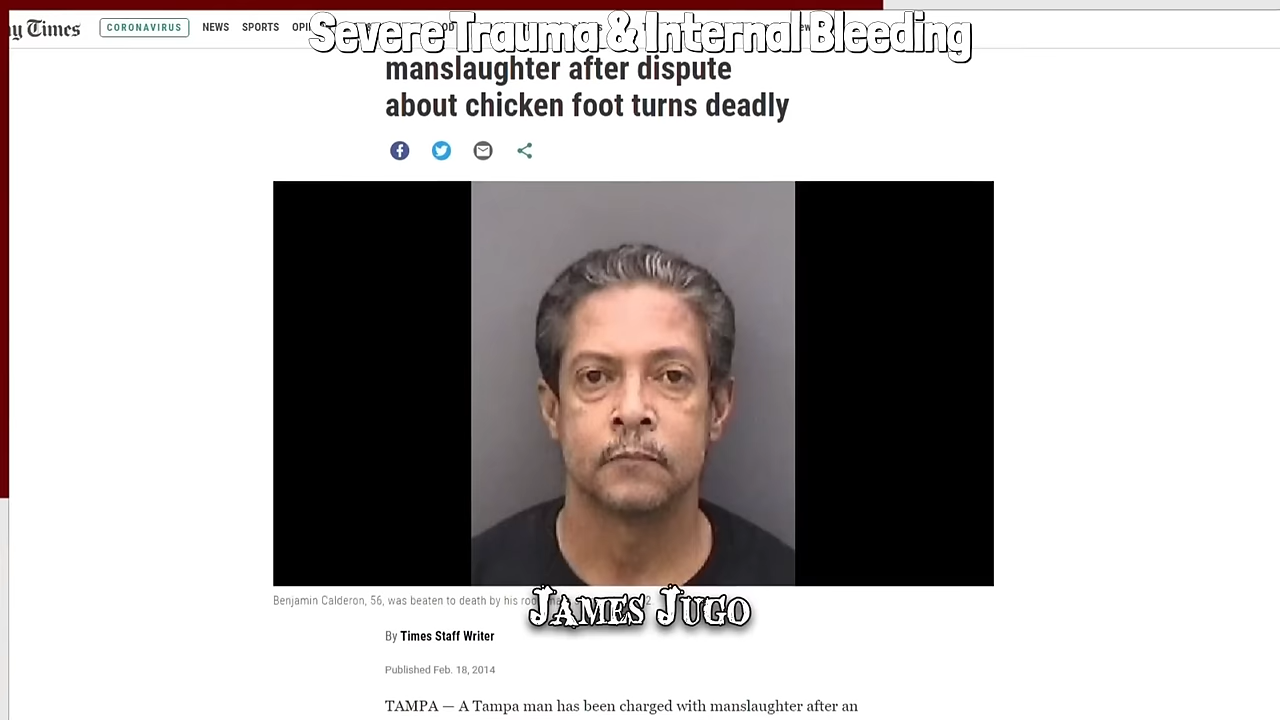 Severe Trauma & Internal Bleeding
Times
CORONAVIRUS NEWS SPORTS
manslaughter after dispute
about chicken foot turns deadly
Benjamin Calderon, 56, was beaten to death by his
James Jugo
By Times Staff Writer
Published Feb. 18, 2014
TAMPA — A Tampa man has been charged with manslaughter after an